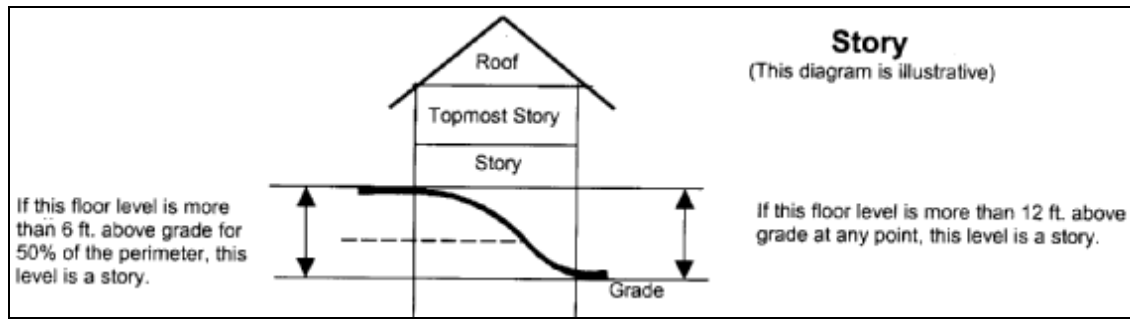 Story
(This diagram is illustrative)
Roof
Topmost Story
Story
If this floor level is more
than 6 ft. above grade for
50% of the perimeter, this
level is a story.
If this floor level is more than 12 ft. above
grade at any point, this level is a story.
Grade